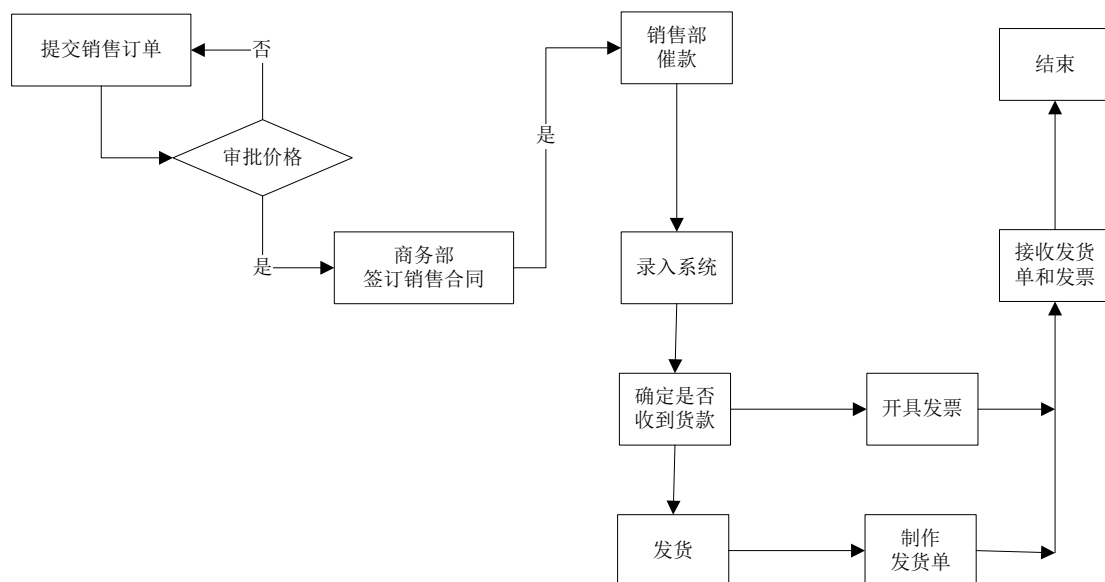 提交销售订单
否
审批价格
是
商务部
签订销售合同
是
销售部
催款
录入系统
确定是否
收到货款
开具发票
发货
制作
发货单
接收发货
单和发票
结束